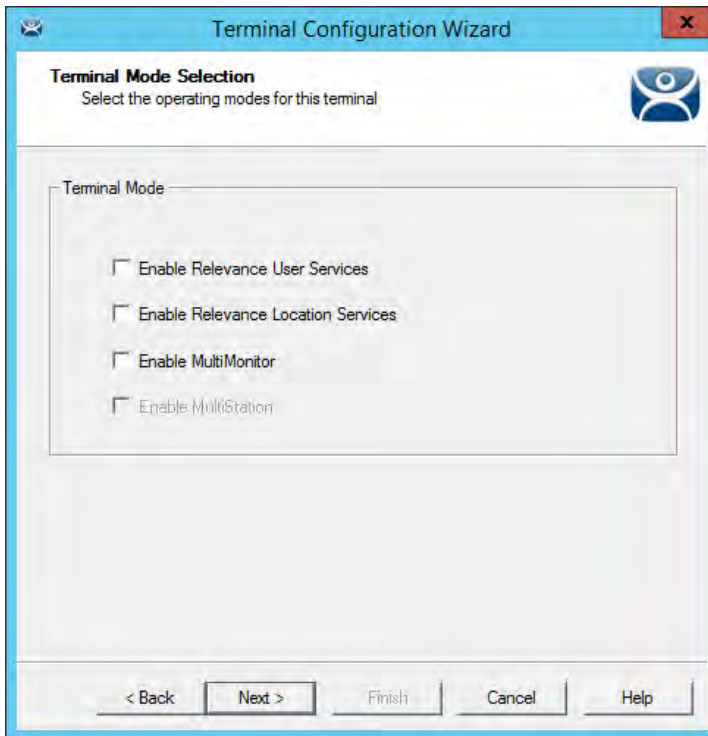 Terminal Configuration Wizard
x
Terminal Mode Selection
Select the operating modes for this terminal
Terminal Mode
Enable Relevance User Services
Enable Relevance Location Services
Enable MultiMonitor
Enable MultiStation
< Back Next > Finish Cancel Help